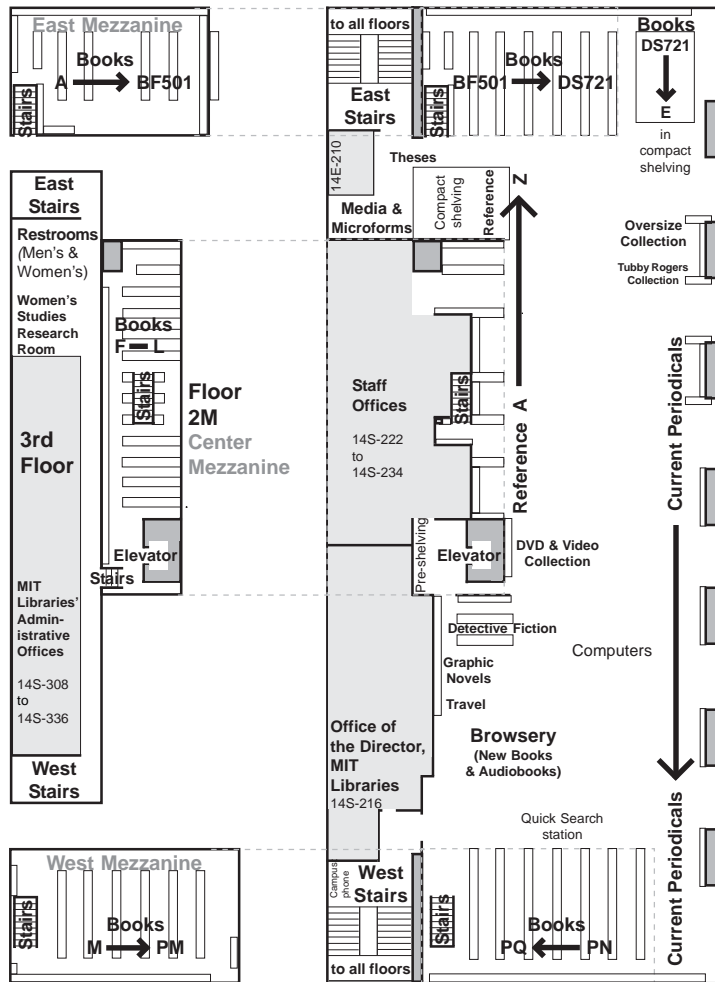 East Mezzanine
Books
A
BF501
Stairs
to all floors
East
Stairs
Books
BF501
DS721
Stairs
Books
DS721
E
in
compact
shelving
14E-210
Theses
Media &
Microforms
Compact
shelving
Reference
Z
Reference A
Oversize
Collection
Tubby Rogers
Collection
East
Stairs
Restrooms
(Men's &
Women's)
Women's
Studies
Research
Room
3rd
Floor
MIT
Libraries'
Admin-
istrative
Offices
14S-308
to
14S-336
West
Stairs
Books
F
L
Stairs
Elevator
Stairs
Floor
2M
Center
Mezzanine
Staff
Offices
14S-222
to
14S-234
Stairs
Pre-shelving
Elevator
DVD & Video
Collection
Detective Fiction
Graphic
Novels
Travel
Computers
Current Periodicals
Current Periodicals
Browsery
(New Books
& Audiobooks)
Office of
the Director,
MIT
Libraries
14S-216
Quick Search
station
West Mezzanine
Books
M
PM
Stairs
Campus
phone
West
Stairs
to all floors
Stairs
Books
PQ
PN